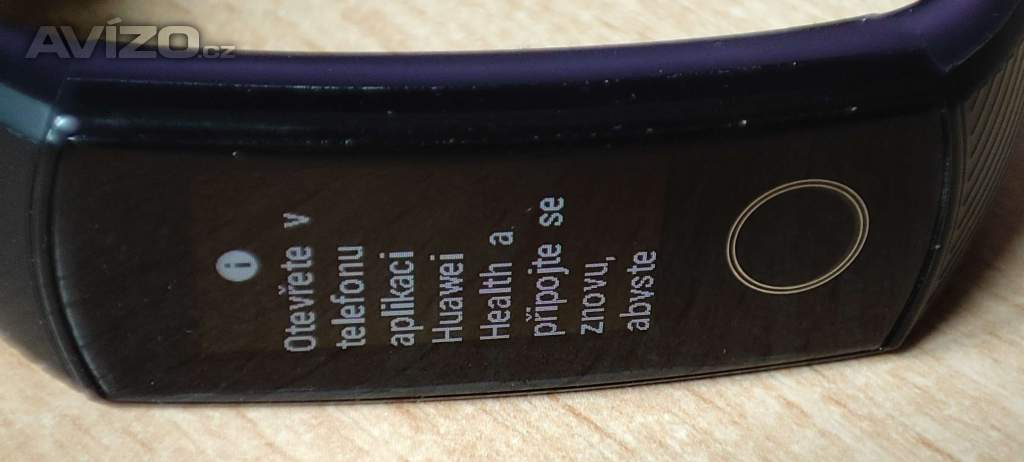 AVÍZO.cz
i
Otevřete v
telefonu
aplikaci
Huawei
Health a
připojte se
znovu,
abyste